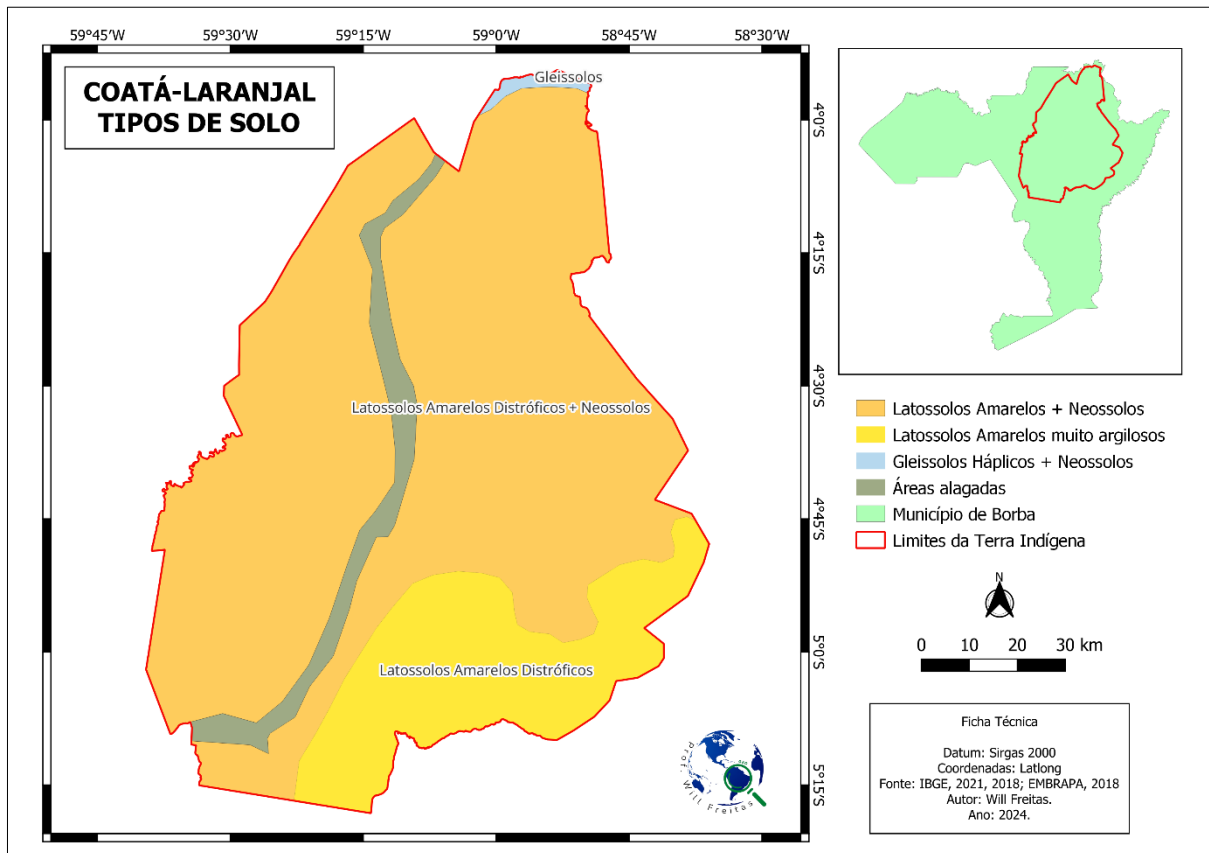 COATÁ-LARANJAL
TIPOS DE SOLO
59°45'W 59°30'W 59°15'W 59°0'W 58°45'W 58°30'W
Gleissolos
4°0'S
4°15'S
4°30'S
4°45'S
5°0'S
5°15'S
Latossolos Amarelos Distróficos + Neossolos
Latossolos Amarelos Distróficos
prof. Will Freitas
Latossolos Amarelos + Neossolos
Latossolos Amarelos muito argilosos
Gleissolos Háplicos + Neossolos
Áreas alagadas
Município de Borba
Limites da Terra Indígena
N
0 10 20 30 km
Ficha Técnica
Datum: Sirgas 2000
Coordenadas: Latlong
Fonte: IBGE, 2021, 2018; EMBRAPA, 2018
Autor: Will Freitas.
Ano: 2024.